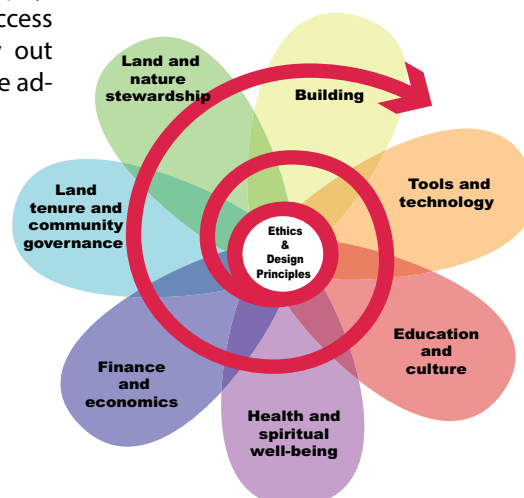 ccess
out
e ad-
Land and
nature
stewardship
Building
Tools and
technology
Land
tenure and
community
governance
Ethics
&
Design
Principles
Education
and
culture
Finance
and
economics
Health and
spiritual
well-being